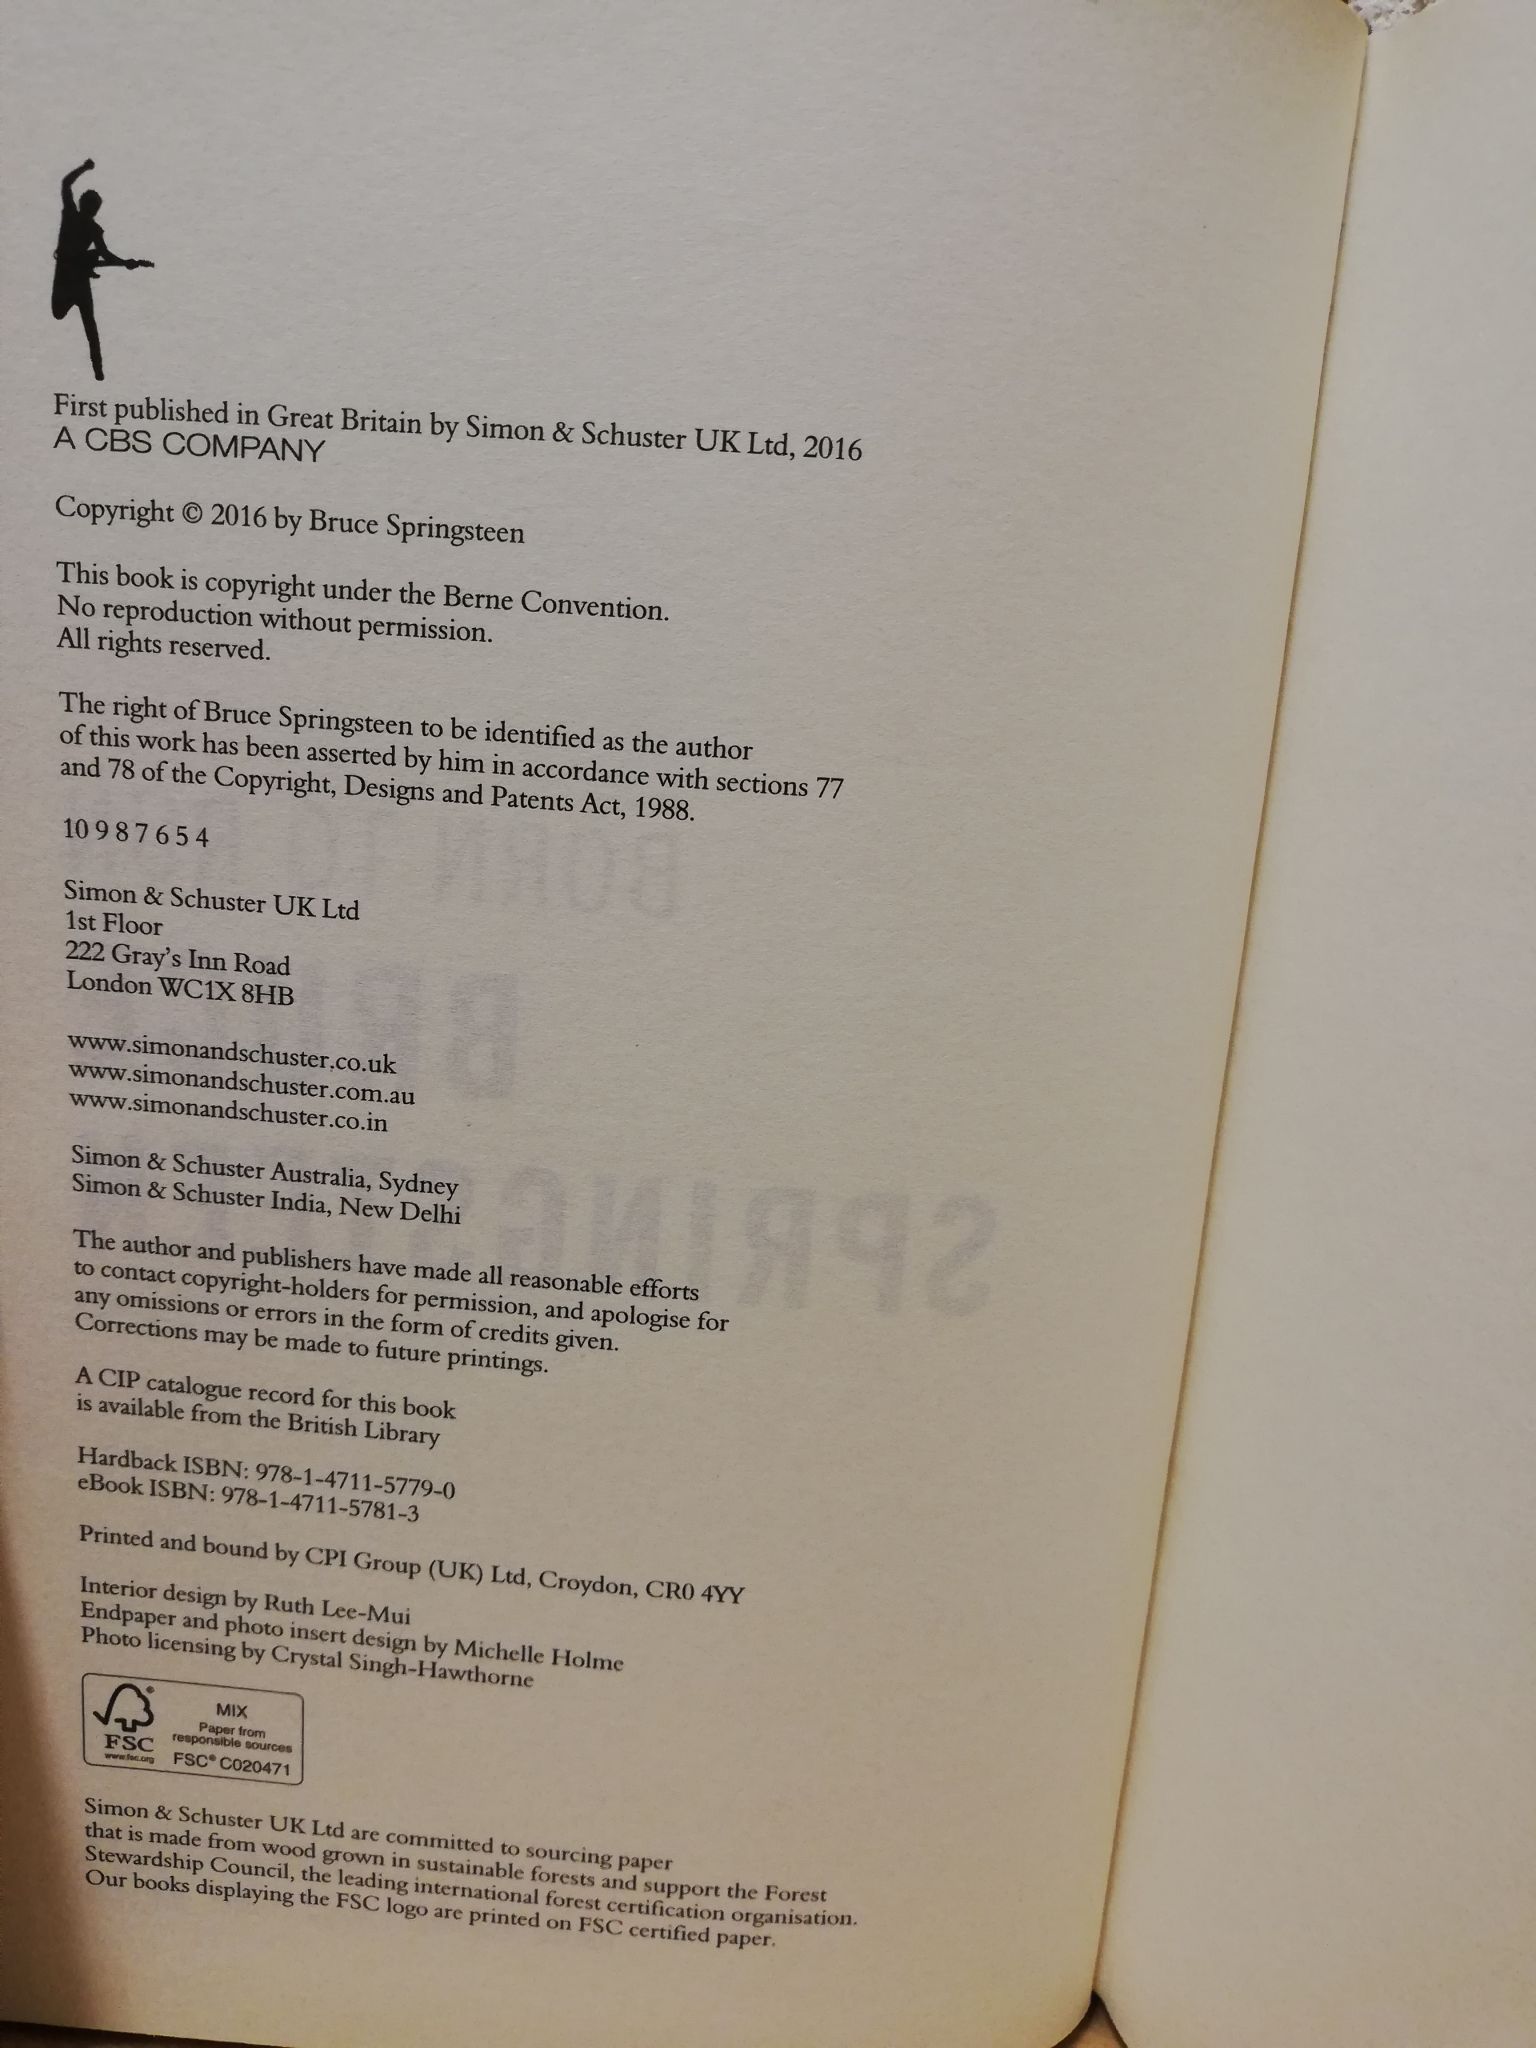 First published in Great Britain by Simon & Schuster UK Ltd, 2016
A CBS COMPANY
Copyright © 2016 by Bruce Springsteen
This book is copyright under the Berne Convention.
No reproduction without permission.
All rights reserved.
The right of Bruce Springsteen to be identified as the author
of this work has been asserted by him in accordance with sections 77
and 78 of the Copyright, Designs and Patents Act, 1988.
10 9 8 7 6 5 4
Simon & Schuster UK Ltd
1st Floor
222 Gray's Inn Road
London WC1X 8HB
www.simonandschuster.co.uk
www.simonandschuster.com.au
www.simonandschuster.co.in
Simon & Schuster Australia, Sydney
Simon & Schuster India, New Delhi
The author and publishers have made all reasonable efforts
to contact copyright-holders for permission, and apologise for
any omissions or errors in the form of credits given.
Corrections may be made to future printings.
A CIP catalogue record for this book
is available from the British Library
Hardback ISBN: 978-1-4711-5779-0
eBook ISBN: 978-1-4711-5781-3
Printed and bound by CPI Group (UK) Ltd, Croydon, CR0 4YY
Interior design by Ruth Lee-Mui
Endpaper and photo insert design by Michelle Holme
Photo licensing by Crystal Singh-Hawthorne
FSC
www.fsc.org
MIX
Paper from
responsible sources
FSC® C020471
Simon & Schuster UK Ltd are committed to sourcing paper
that is made from wood grown in sustainable forests and support the Forest
Stewardship Council, the leading international forest certification organisation.
Our books displaying the FSC logo are printed on FSC certified paper.